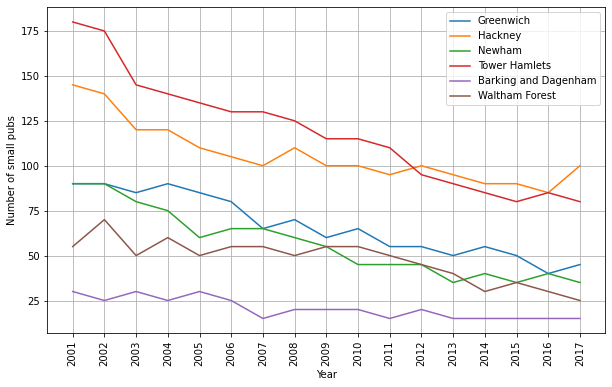 Greenwich
Hackney
Newham
Tower Hamlets
Barking and Dagenham
Waltham Forest
175
150
125
100
75
50
25
Number of small pubs
2001 2002 2003 2004 2005 2006 2007 2008 2009 2010 2011 2012 2013 2014 2015 2016 2017
Year